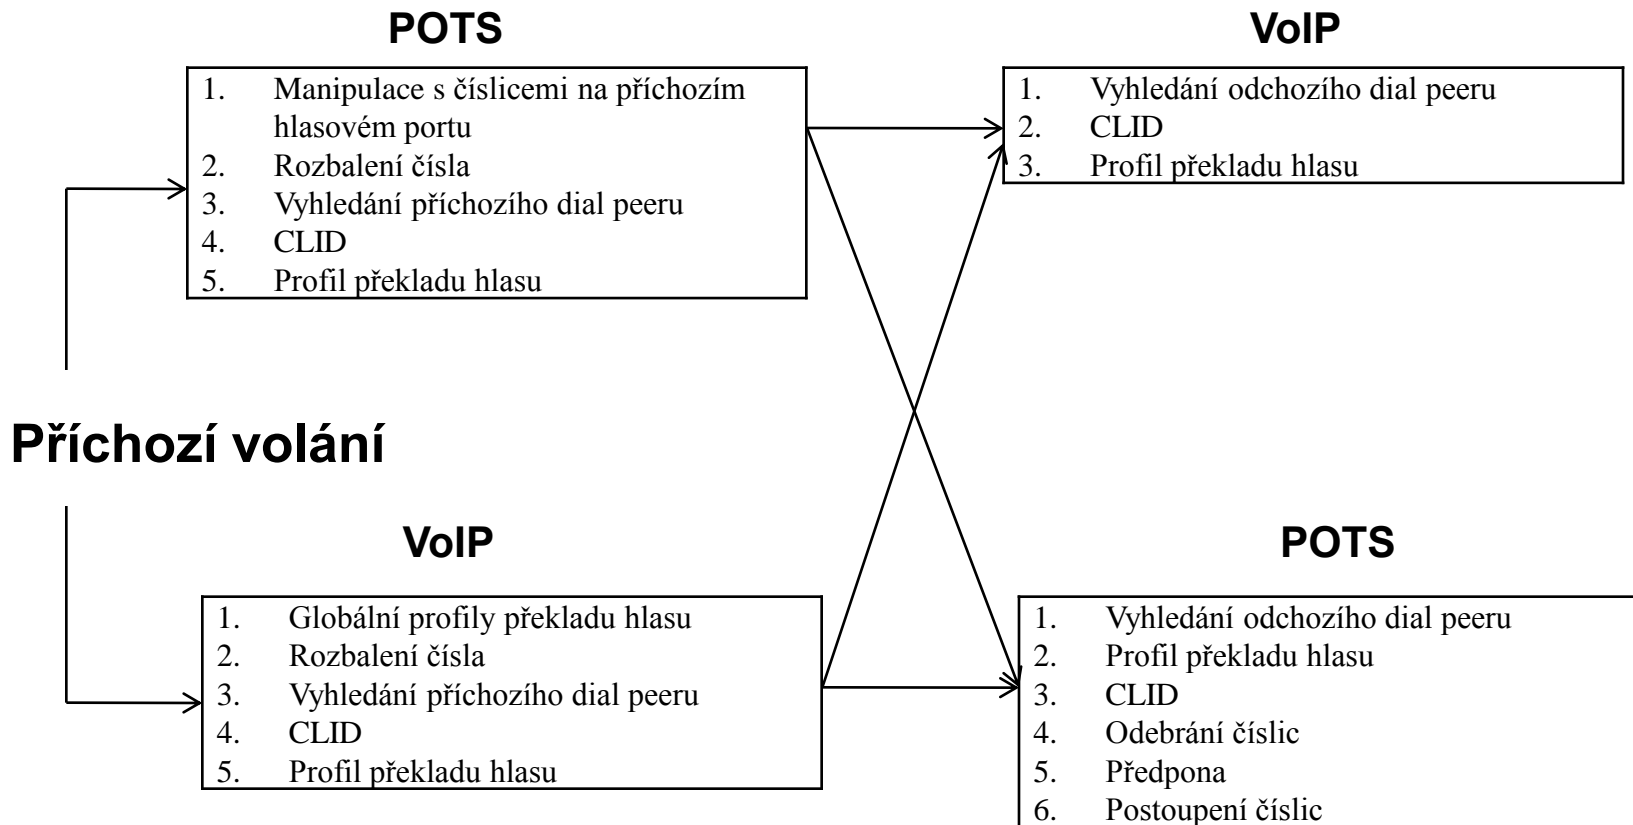 POTS
1. Manipulace s číslicemi na příchozím
hlasovém portu
2. Rozbalení čísla
3. Vyhledání příchozího dial peeru
4. CLID
5. Profil překladu hlasu
VoIP
1. Vyhledání odchozího dial peeru
2. CLID
3. Profil překladu hlasu
Příchozí volání
VoIP
1. Globální profily překladu hlasu
2. Rozbalení čísla
3. Vyhledání příchozího dial peeru
4. CLID
5. Profil překladu hlasu
POTS
1. Vyhledání odchozího dial peeru
2. Profil překladu hlasu
3. CLID
4. Odebrání číslic
5. Předpona
6. Postoupení číslic